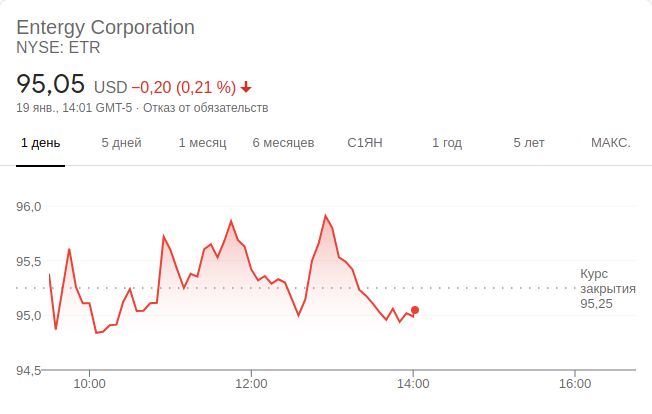 Entergy Corporation
NYSE: ETR
95,05 USD −0,20 (0,21 %)
19 янв., 14:01 GMT-5 · Отказ от обязательств
1 день 5 дней 1 месяц 6 месяцев С1ЯН 1 год 5 лет МАКС.
96,0
95,5
Курс
закрытия
95,25
95,0
94,5
10:00 12:00 14:00 16:00